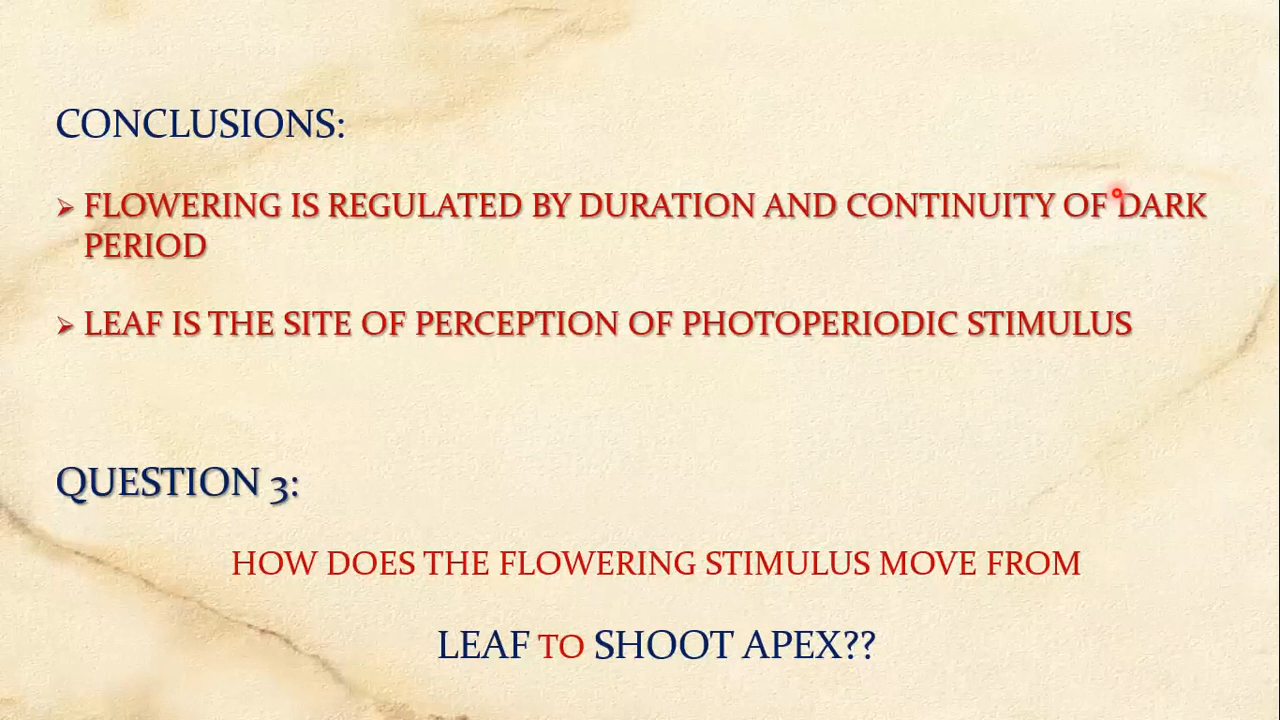 CONCLUSIONS:
➢ FLOWERING IS REGULATED BY DURATION AND CONTINUITY OF DARK
PERIOD
➢ LEAF IS THE SITE OF PERCEPTION OF PHOTOPERIODIC STIMULUS
QUESTION 3:
HOW DOES THE FLOWERING STIMULUS MOVE FROM
LEAF TO SHOOT APEX??